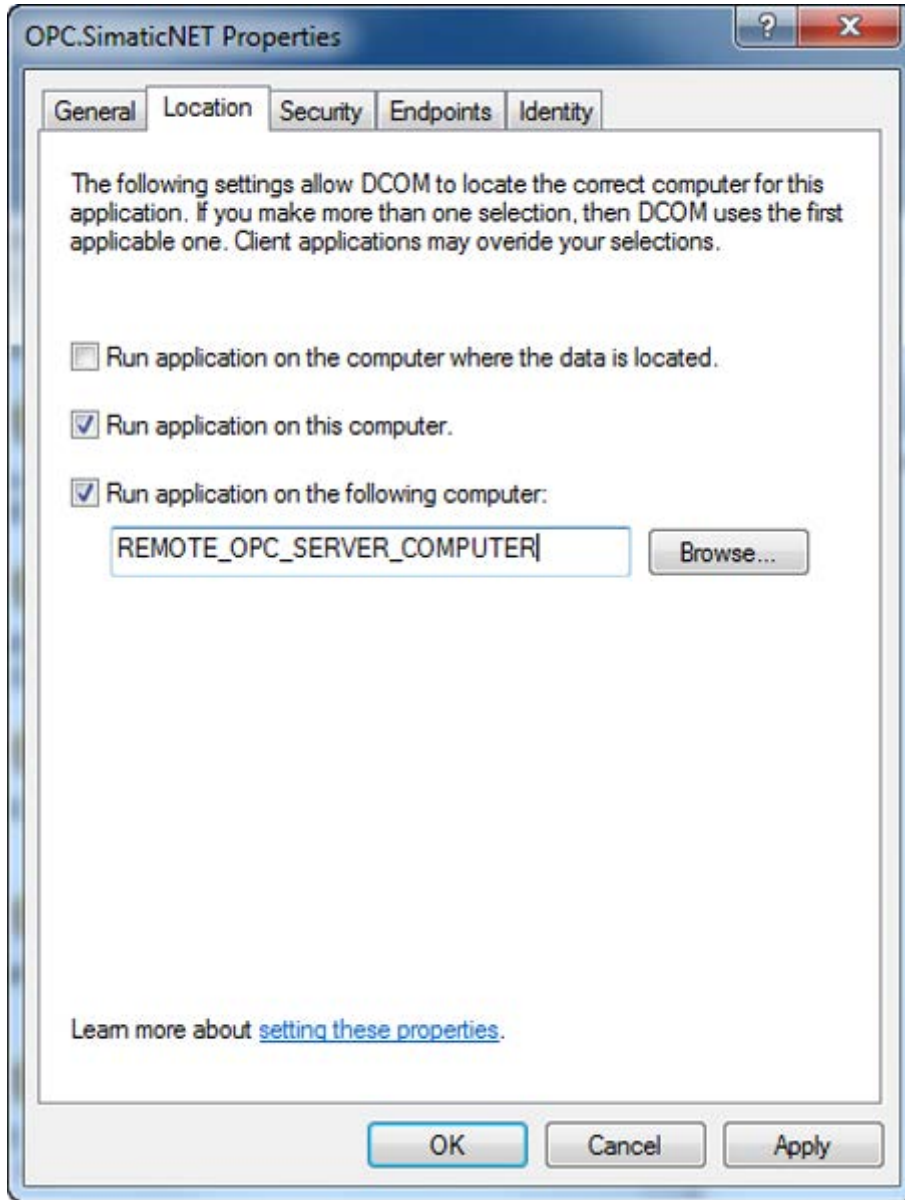 OPC.SimaticNET Properties
General Location Security Endpoints Identity
The following settings allow DCOM to locate the correct computer for this
application. If you make more than one selection, then DCOM uses the first
applicable one. Client applications may overide your selections.
Run application on the computer where the data is located.
Run application on this computer.
Run application on the following computer:
REMOTE_OPC_SERVER_COMPUTER
Browse...
Learn more about setting these properties.
OK Cancel Apply